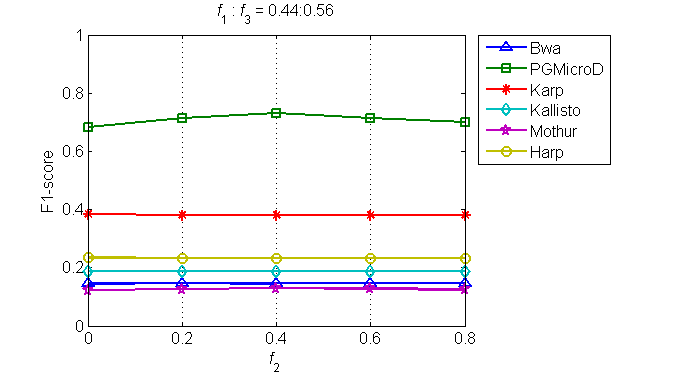 f1 : f3 = 0.44:0.56
1
0.8
0.6
0.4
0.2
0
F1-score
0 0.2 0.4 0.6 0.8
f2
Bwa
PGMicroD
Karp
Kallisto
Mothur
Harp